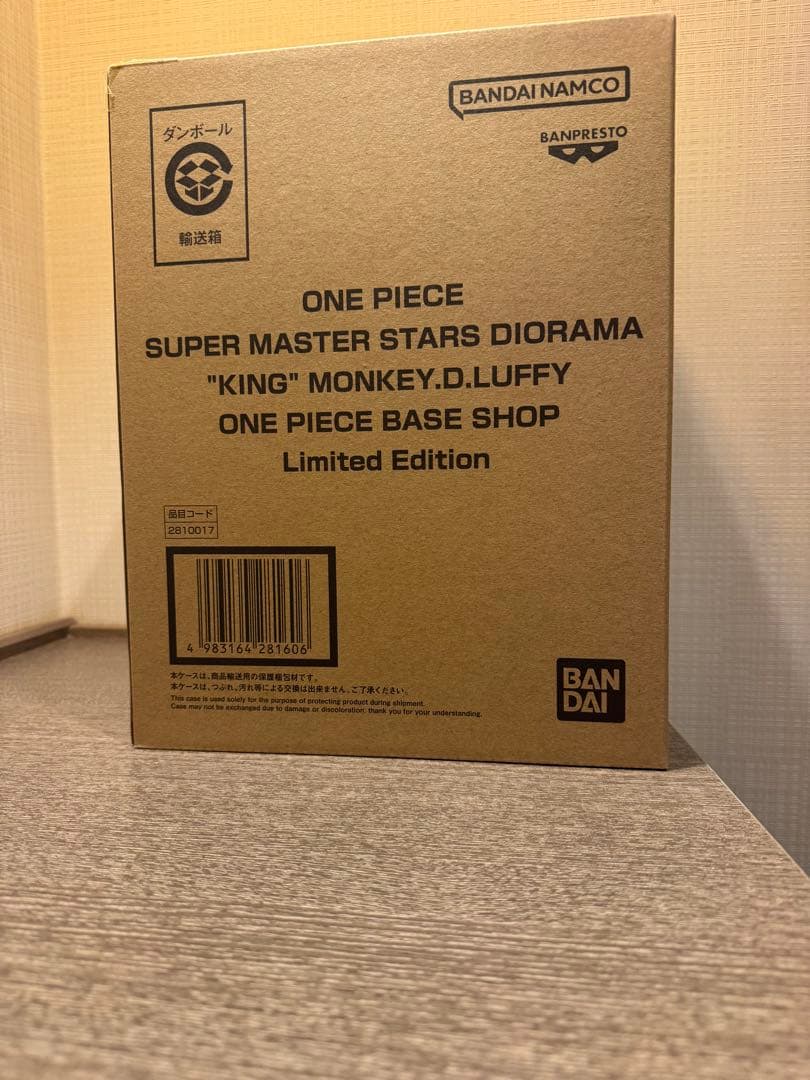 ダンボール
輸送箱
BANDAI NAMCO
BANPRESTO
ONE PIECE
SUPER MASTER STARS DIORAMA
"KING" MONKEY.D.LUFFY
ONE PIECE BASE SHOP
Limited Edition
品目コード
2810017
4 983164 281606
本ケースは、商品輸送用の保護梱包材です。
本ケースは、つぶれ、汚れ等による交換は出来ません、ご了承ください。
This case is used solely for the purpose of protecting product during shipment.
Case may not be exchanged due to damage or discoloration: thank you for your understanding.
BAN
DAI